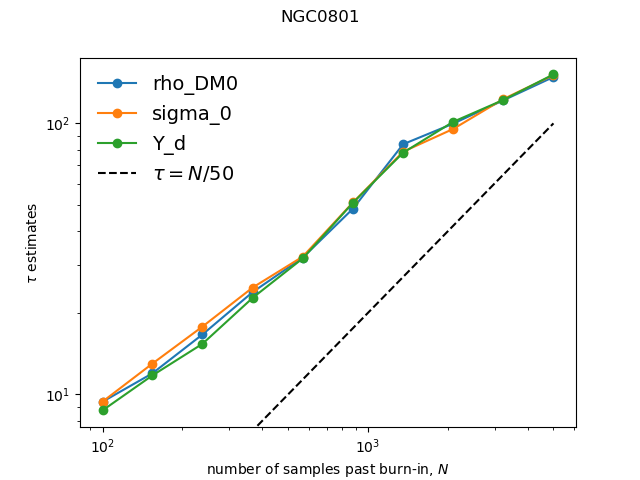 NGC0801
rho_DM0
sigma_0
Y_d
τ = N/50
10²
10¹
τ estimates
10² 10³
number of samples past burn-in, N